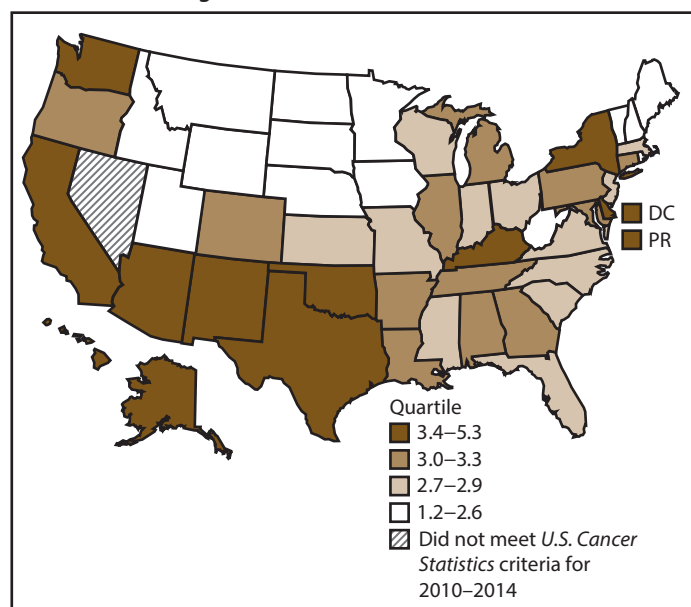 DC
PR
Quartile
3.4–5.3
3.0–3.3
2.7–2.9
1.2–2.6
Did not meet U.S. Cancer
Statistics criteria for
2010–2014